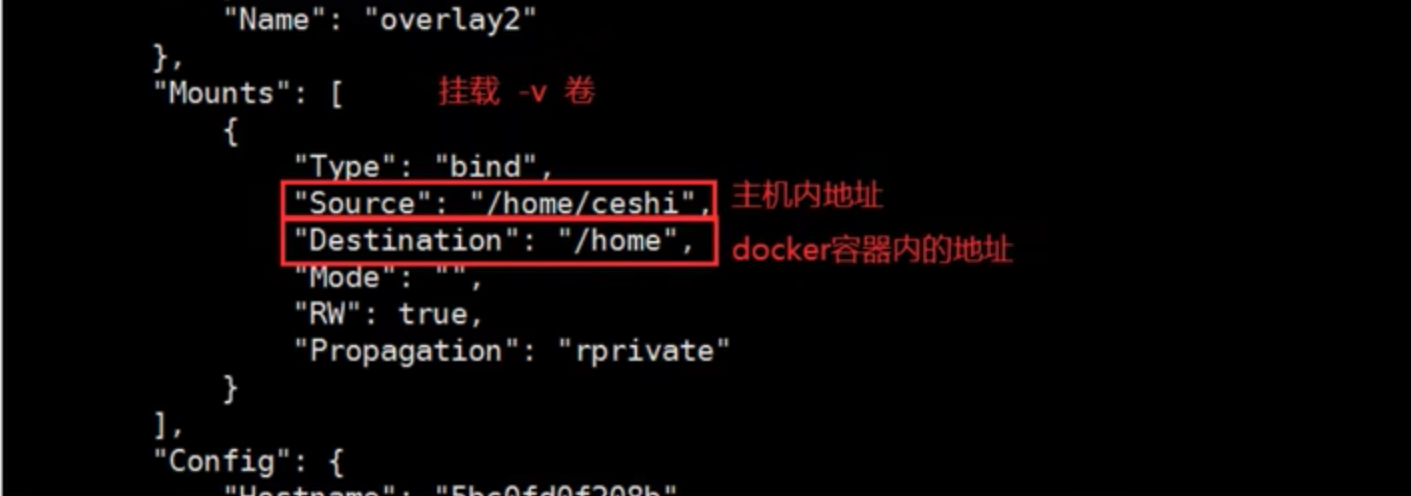 "Name": "overlay2"
},
"Mounts": [ 挂载 -v 卷
{
"Type": "bind",
"Source": "/home/ceshi", 主机内地址
"Destination": "/home", docker容器内的地址
"Mode": "",
"RW": true,
"Propagation": "rprivate"
}
],
"Config": {
"Hostname": "5bc0fd0f208b"